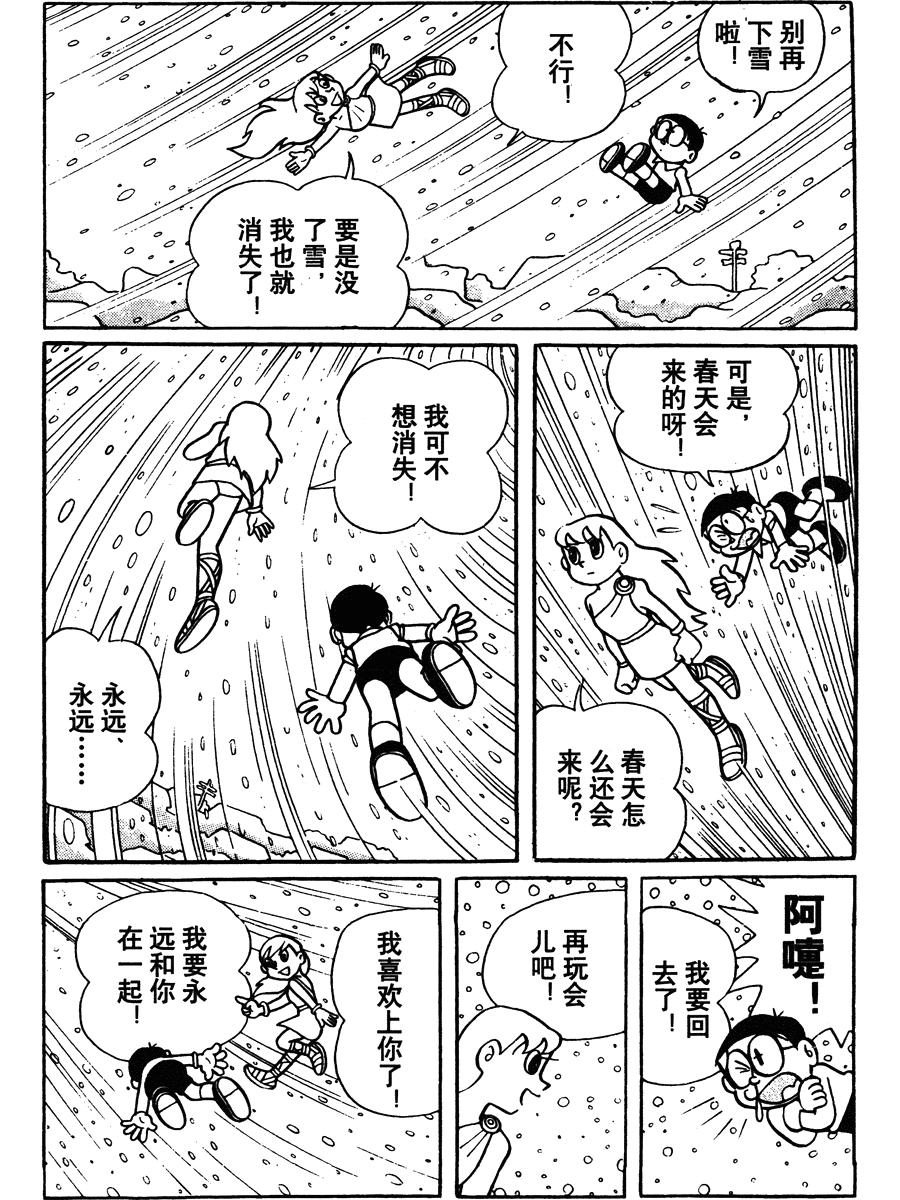 别再
下雪
啦！
不行！
要是没
了雪，
我也就
消失了！
可是，
春天会
来的呀！
春天怎
么还会
来呢？
我可不
想消失！
永远、
永远……
阿嚏！
我要回
去了！
再玩会
儿吧！
我喜欢上你了！
我要永
远和你
在一起！